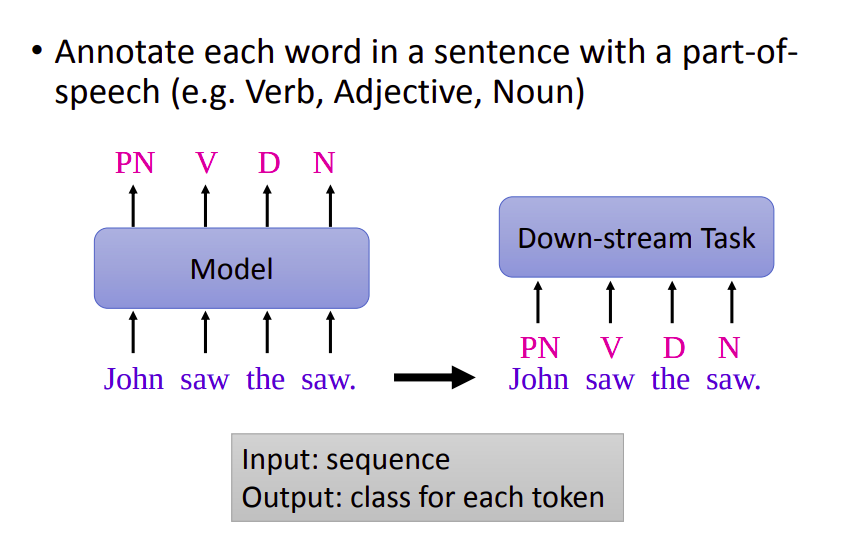 • Annotate each word in a sentence with a part-of-
speech (e.g. Verb, Adjective, Noun)
PN V D N
Model
John saw the saw.
Down-stream Task
PN V D N
John saw the saw.
Input: sequence
Output: class for each token